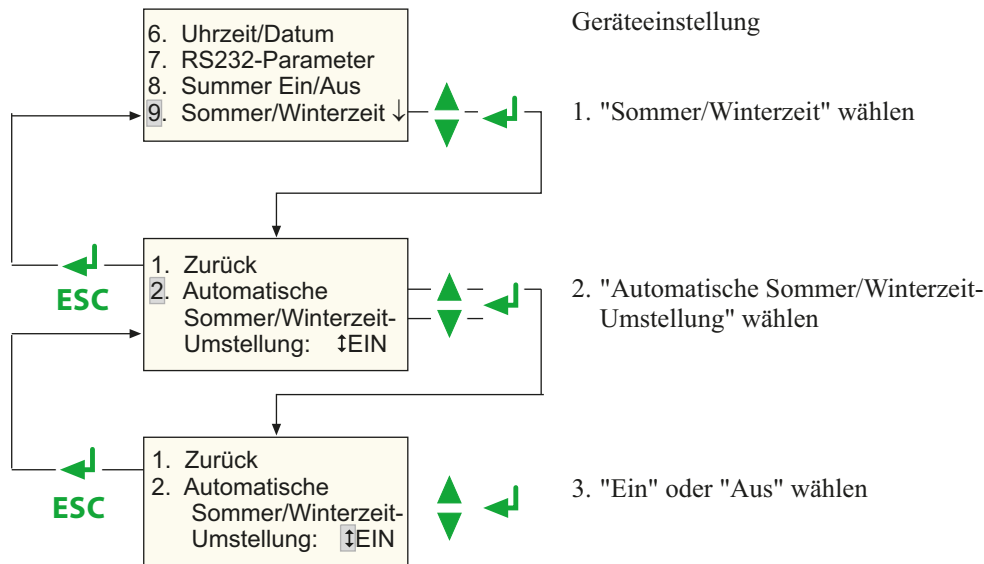 Geräteeinstellung
6. Uhrzeit/Datum
7. RS232-Parameter
8. Summer Ein/Aus
9. Sommer/Winterzeit ↓
1. "Sommer/Winterzeit" wählen
ESC
1. Zurück
2. Automatische
Sommer/Winterzeit-
Umstellung: ↕EIN
2. "Automatische Sommer/Winterzeit-
Umstellung" wählen
ESC
1. Zurück
2. Automatische
Sommer/Winterzeit-
Umstellung: ↕EIN
3. "Ein" oder "Aus" wählen